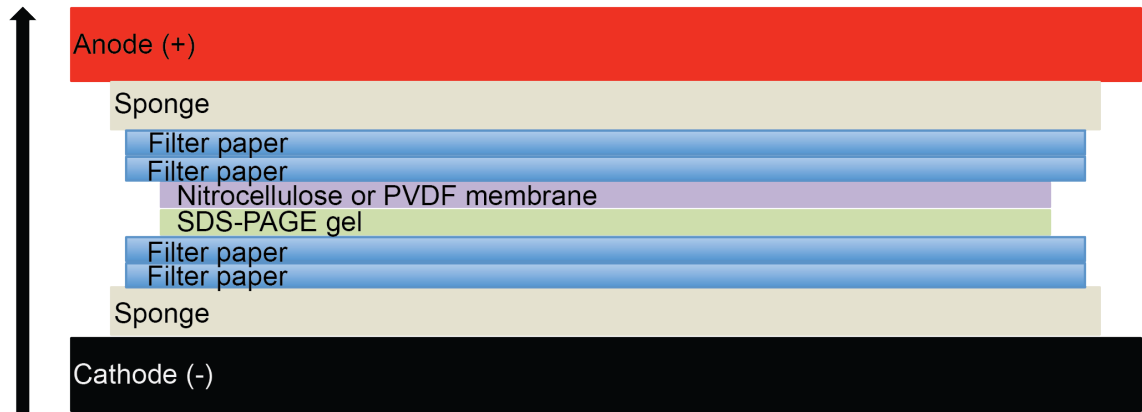 Anode (+)
Sponge
Filter paper
Filter paper
Nitrocellulose or PVDF membrane
SDS-PAGE gel
Filter paper
Filter paper
Sponge
Cathode (-)